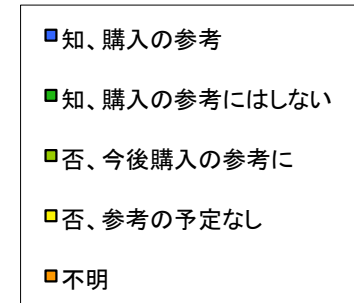 知、購入の参考
知、購入の参考にはしない
否、今後購入の参考に
否、参考の予定なし
不明